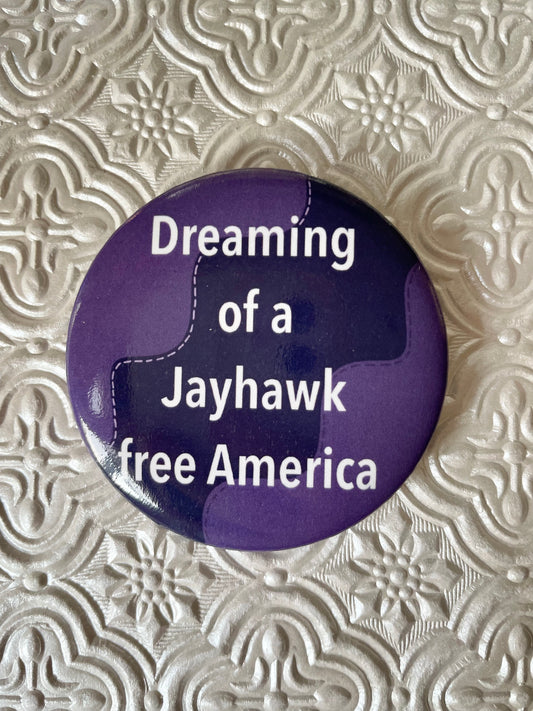 Dreaming
of a
Jayhawk
free America